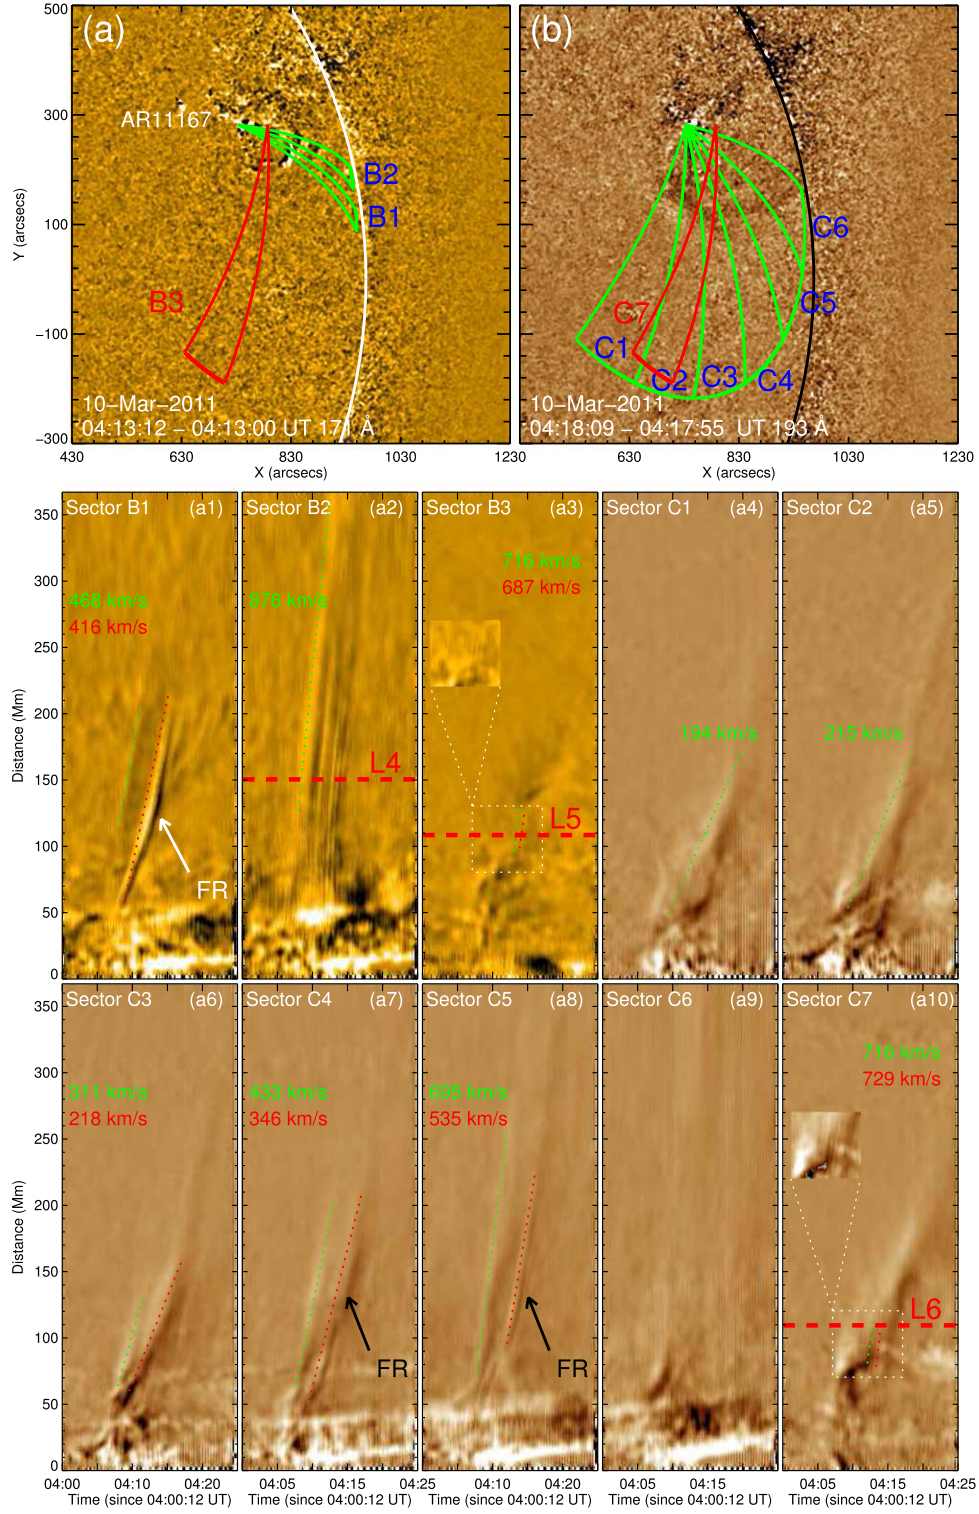 (a)
AR11167
B2
B1
B3
10-Mar-2011
04:13:12 - 04:13:00 UT 171 Å
500
300
100
-100
-300
Y (arcsecs)
430
630
830
1030
1230
X (arcsecs)
(b)
C6
C5
C7
C1
C2
C3
C4
10-Mar-2011
04:18:09 - 04:17:55 UT 193 Å
630
830
1030
1230
X (arcsecs)
Sector B1 (a1)
468 km/s
416 km/s
FR
Sector B2 (a2)
876 km/s
L4
Sector B3 (a3)
716 km/s
687 km/s
L5
Sector C1 (a4)
194 km/s
Sector C2 (a5)
215 km/s
350
300
250
200
150
100
50
0
Distance (Mm)
Sector C3 (a6)
311 km/s
218 km/s
Sector C4 (a7)
433 km/s
346 km/s
FR
Sector C5 (a8)
695 km/s
535 km/s
FR
Sector C6 (a9)
Sector C7 (a10)
716 km/s
729 km/s
L6
300
250
200
150
100
50
0
Distance (Mm)
04:00 04:10 04:20
Time (since 04:00:12 UT)
04:05 04:15 04:25
Time (since 04:00:12 UT)
04:10 04:20
Time (since 04:00:12 UT)
04:05 04:15
Time (since 04:00:12 UT)
04:05 04:15 04:25
Time (since 04:00:12 UT)